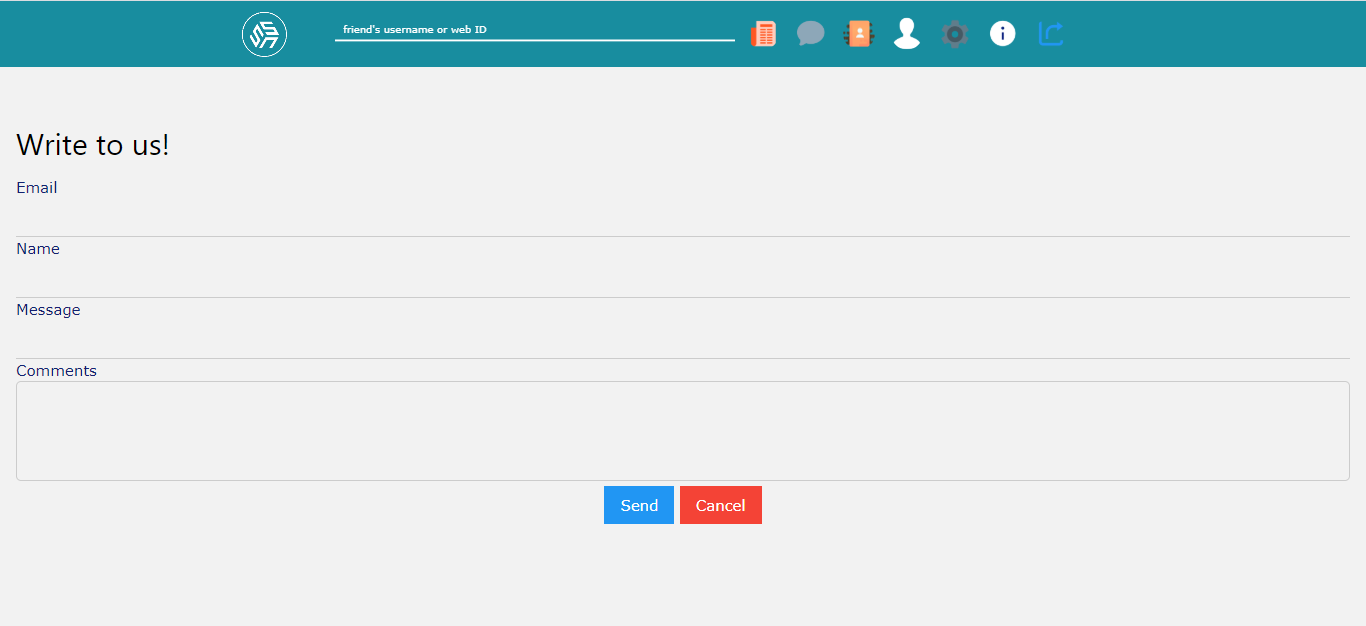 friend's username or web ID
Write to us!
Email
Name
Message
Comments
Send Cancel